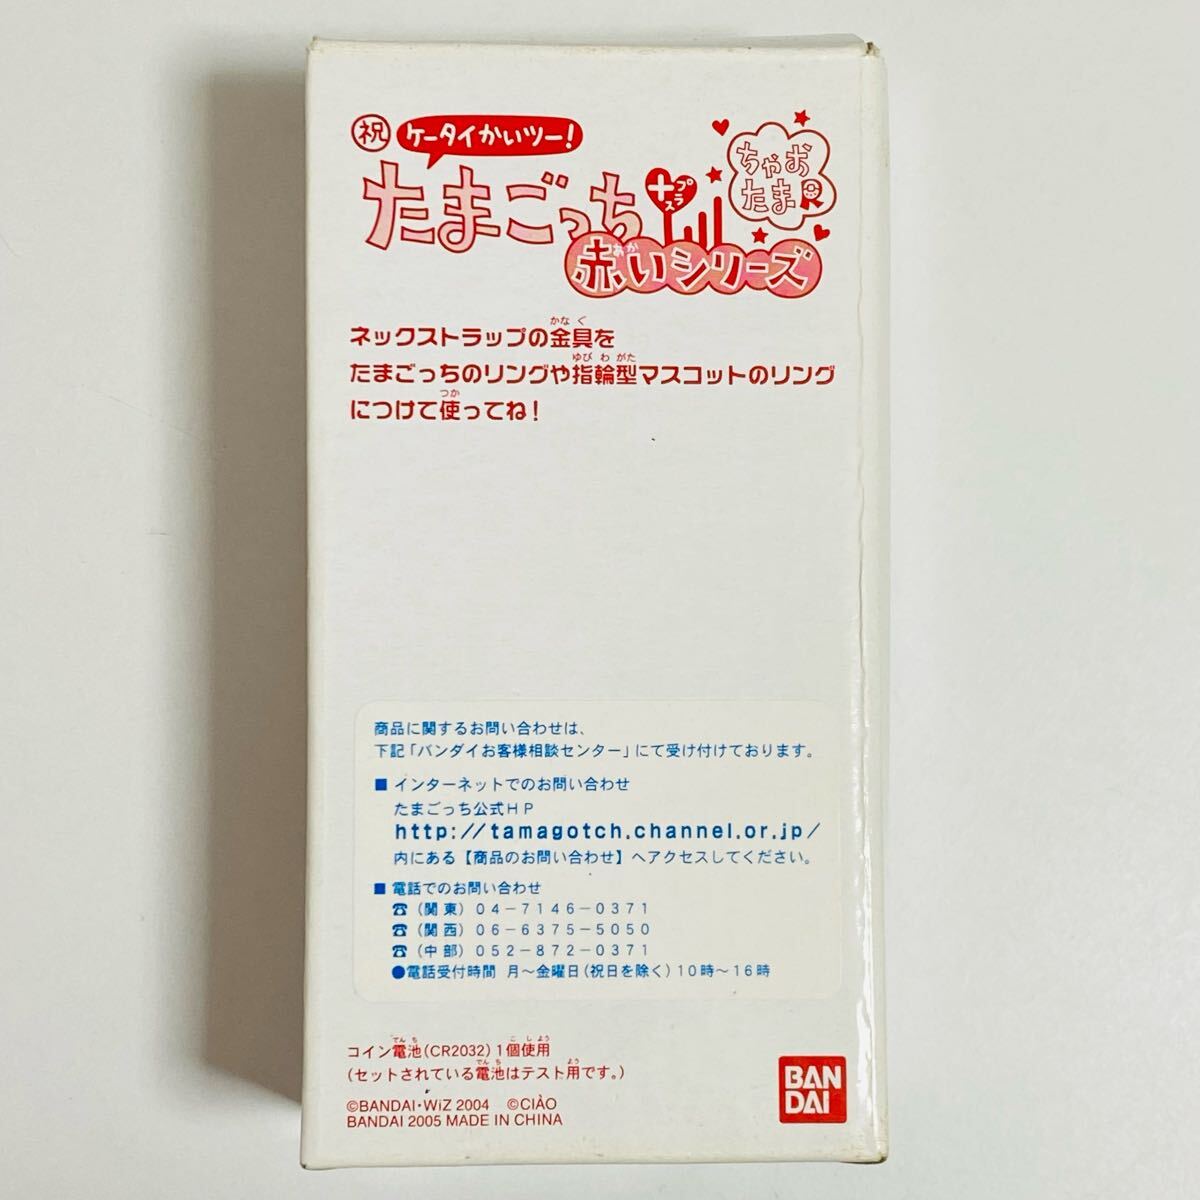 祝 ケータイかいツー!
たまごっちプラス
ちゃおたま
赤いシリーズ
ネックストラップの金具を
たまごっちのリングや指輪型マスコットのリング
につけて使ってね!
商品に関するお問い合わせは、
下記「バンダイお客様相談センター」にて受け付けております。
■ インターネットでのお問い合わせ
たまごっち公式HP
http://tamagotch.channel.or.jp/
内にある【商品のお問い合わせ】へアクセスしてください。
■ 電話でのお問い合わせ
☎(関東)04-7146-0371
☎(関西)06-6375-5050
☎(中部)052-872-0371
●電話受付時間 月〜金曜日(祝日を除く)10時〜16時
コイン電池(CR2032)1個使用
(セットされている電池はテスト用です。)
©BANDAI・WiZ 2004 ©CIAO
BANDAI 2005 MADE IN CHINA
BAN
DAI